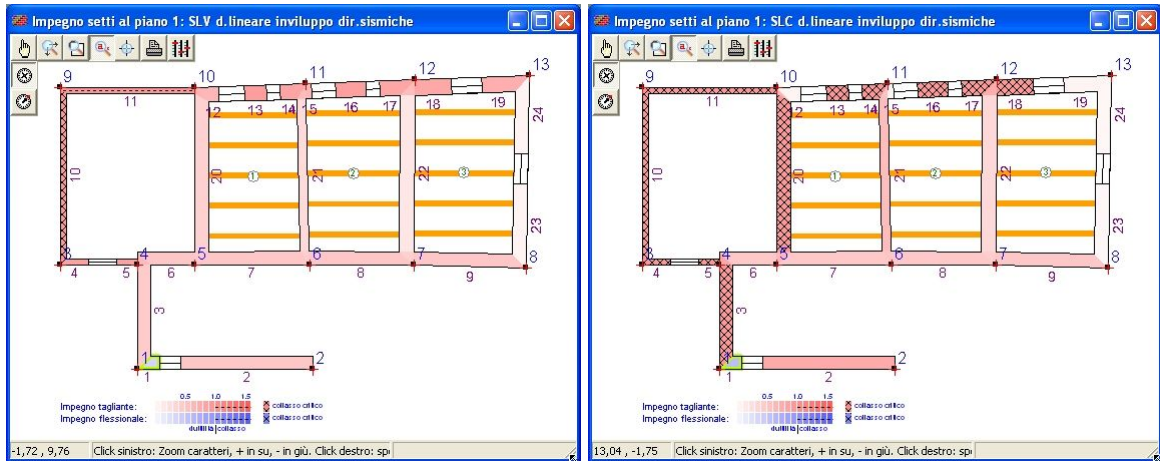 Impegno setti al piano 1: SLV d.lineare inviluppo dir.sismiche
9 10 11 12 13
11 12 13 14 15 16 17 18 19
24
10 20 1 21 2 22 3
23
3 4 5 6 7 8
4 5 6 7 8 9
3
1 2
1 2
0.5 1.0 1.5
Impegno tagliante: collasso critico
Impegno flessionale: collasso critico
duttilità collasso
-1,72 , 9,76 Click sinistro: Zoom caratteri, + in su, - in giù. Click destro: sp
Impegno setti al piano 1: SLC d.lineare inviluppo dir.sismiche
9 10 11 12 13
11 12 13 14 15 16 17 18 19
24
10 20 1 21 2 22 3
23
3 4 5 6 7 8
4 5 6 7 8 9
3
1 2
1 2
0.5 1.0 1.5
Impegno tagliante: collasso critico
Impegno flessionale: collasso critico
duttilità collasso
13,04 , -1,75 Click sinistro: Zoom caratteri, + in su, - in giù. Click destro: sp